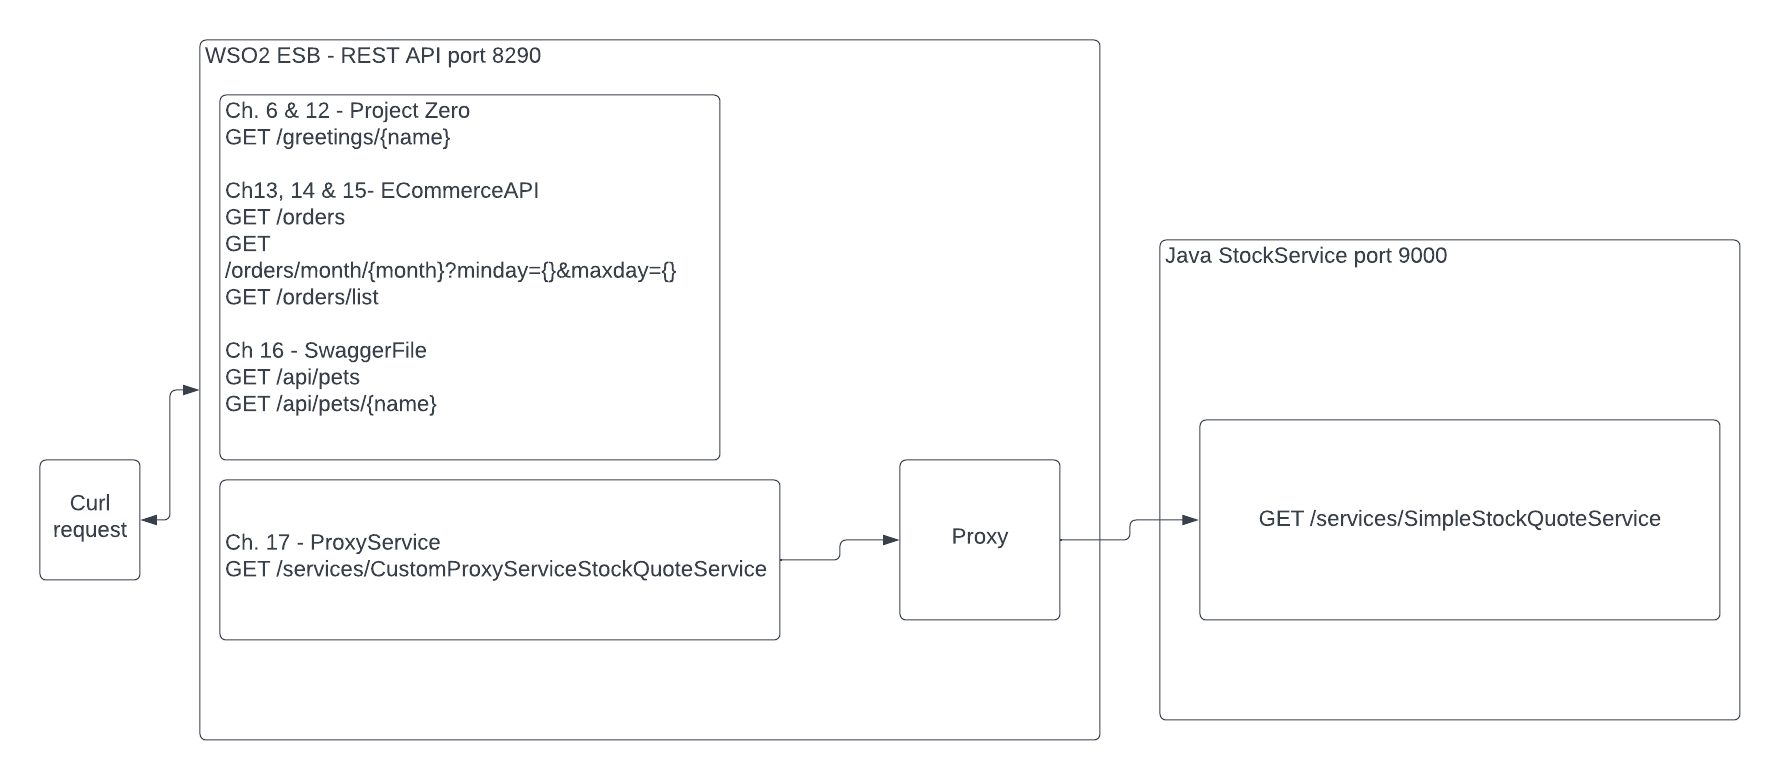 WSO2 ESB - REST API port 8290
Ch. 6 & 12 - Project Zero
GET /greetings/{name}
Ch13, 14 & 15- ECommerceAPI
GET /orders
GET
/orders/month/{month}?minday={}&maxday={}
GET /orders/list
Ch 16 - SwaggerFile
GET /api/pets
GET /api/pets/{name}
Curl
request
Ch. 17 - ProxyService
GET /services/CustomProxyServiceStockQuoteService
Proxy
Java StockService port 9000
GET /services/SimpleStockQuoteService